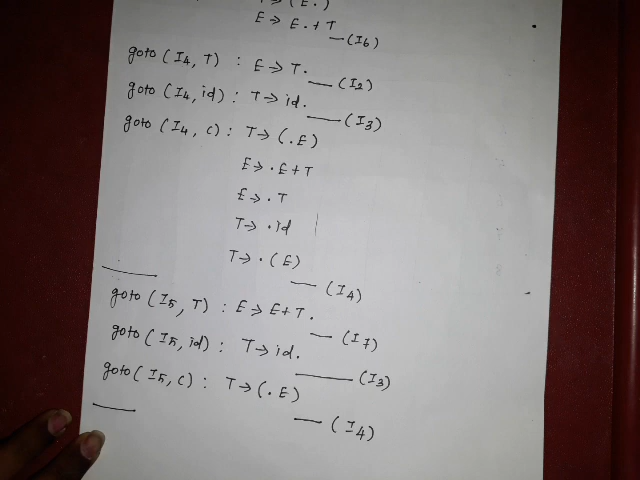 T → (E.)
E → E.+T
— (I6)
goto (I4, T) : E → T.
— (I2)
goto (I4, id) : T → id.
— (I3)
goto (I4, C) : T → (.E)
E → .E+T
E → .T
T → .id
T → .(E)
— (I4)
goto (I5, T) : E → E+T.
— (I7)
goto (I5, id) : T → id.
— (I3)
goto (I5, C) : T → (.E)
— (I4)